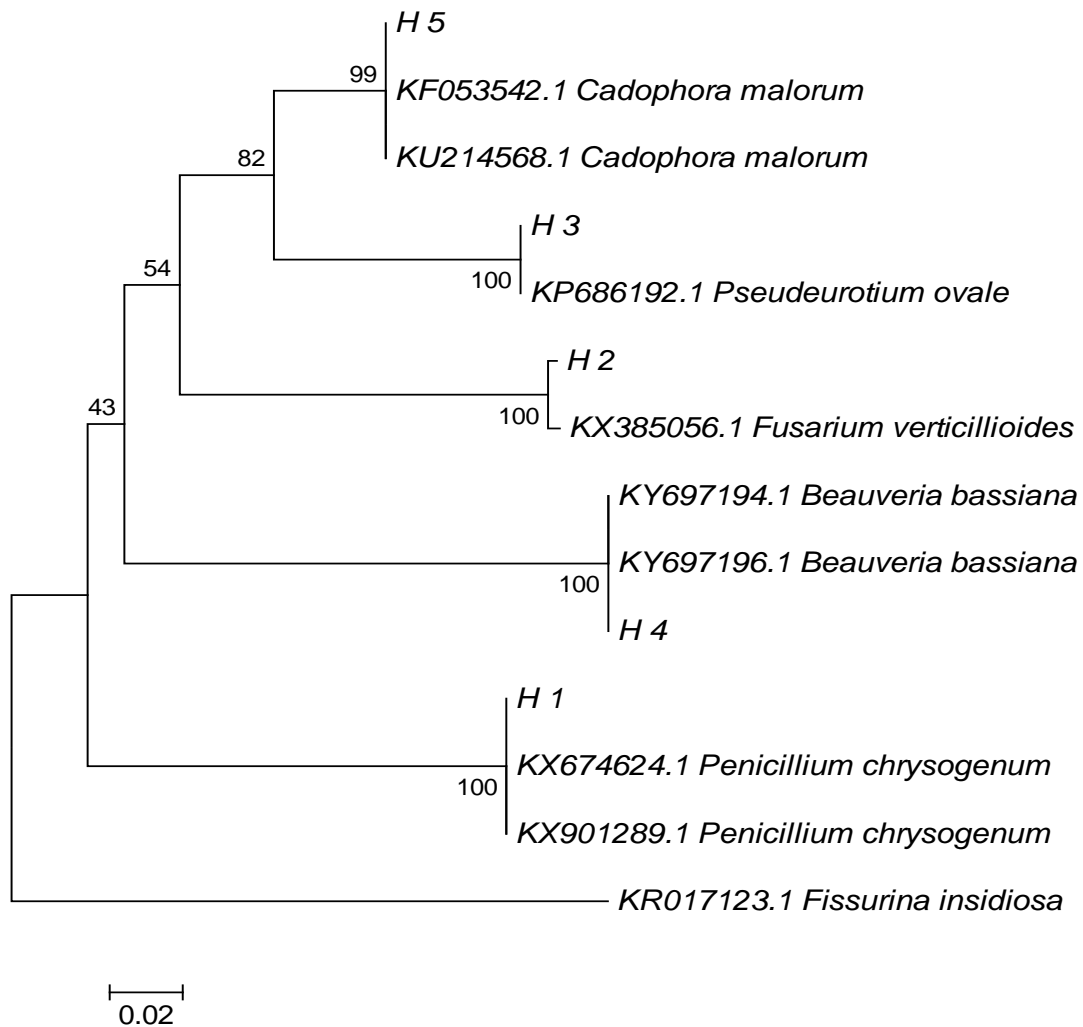 H 5
99
KF053542.1 Cadophora malorum
KU214568.1 Cadophora malorum
82
H 3
100
KP686192.1 Pseudeurotium ovale
54
H 2
100
KX385056.1 Fusarium verticillioides
43
KY697194.1 Beauveria bassiana
KY697196.1 Beauveria bassiana
100
H 4
H 1
KX674624.1 Penicillium chrysogenum
100
KX901289.1 Penicillium chrysogenum
KR017123.1 Fissurina insidiosa
0.02